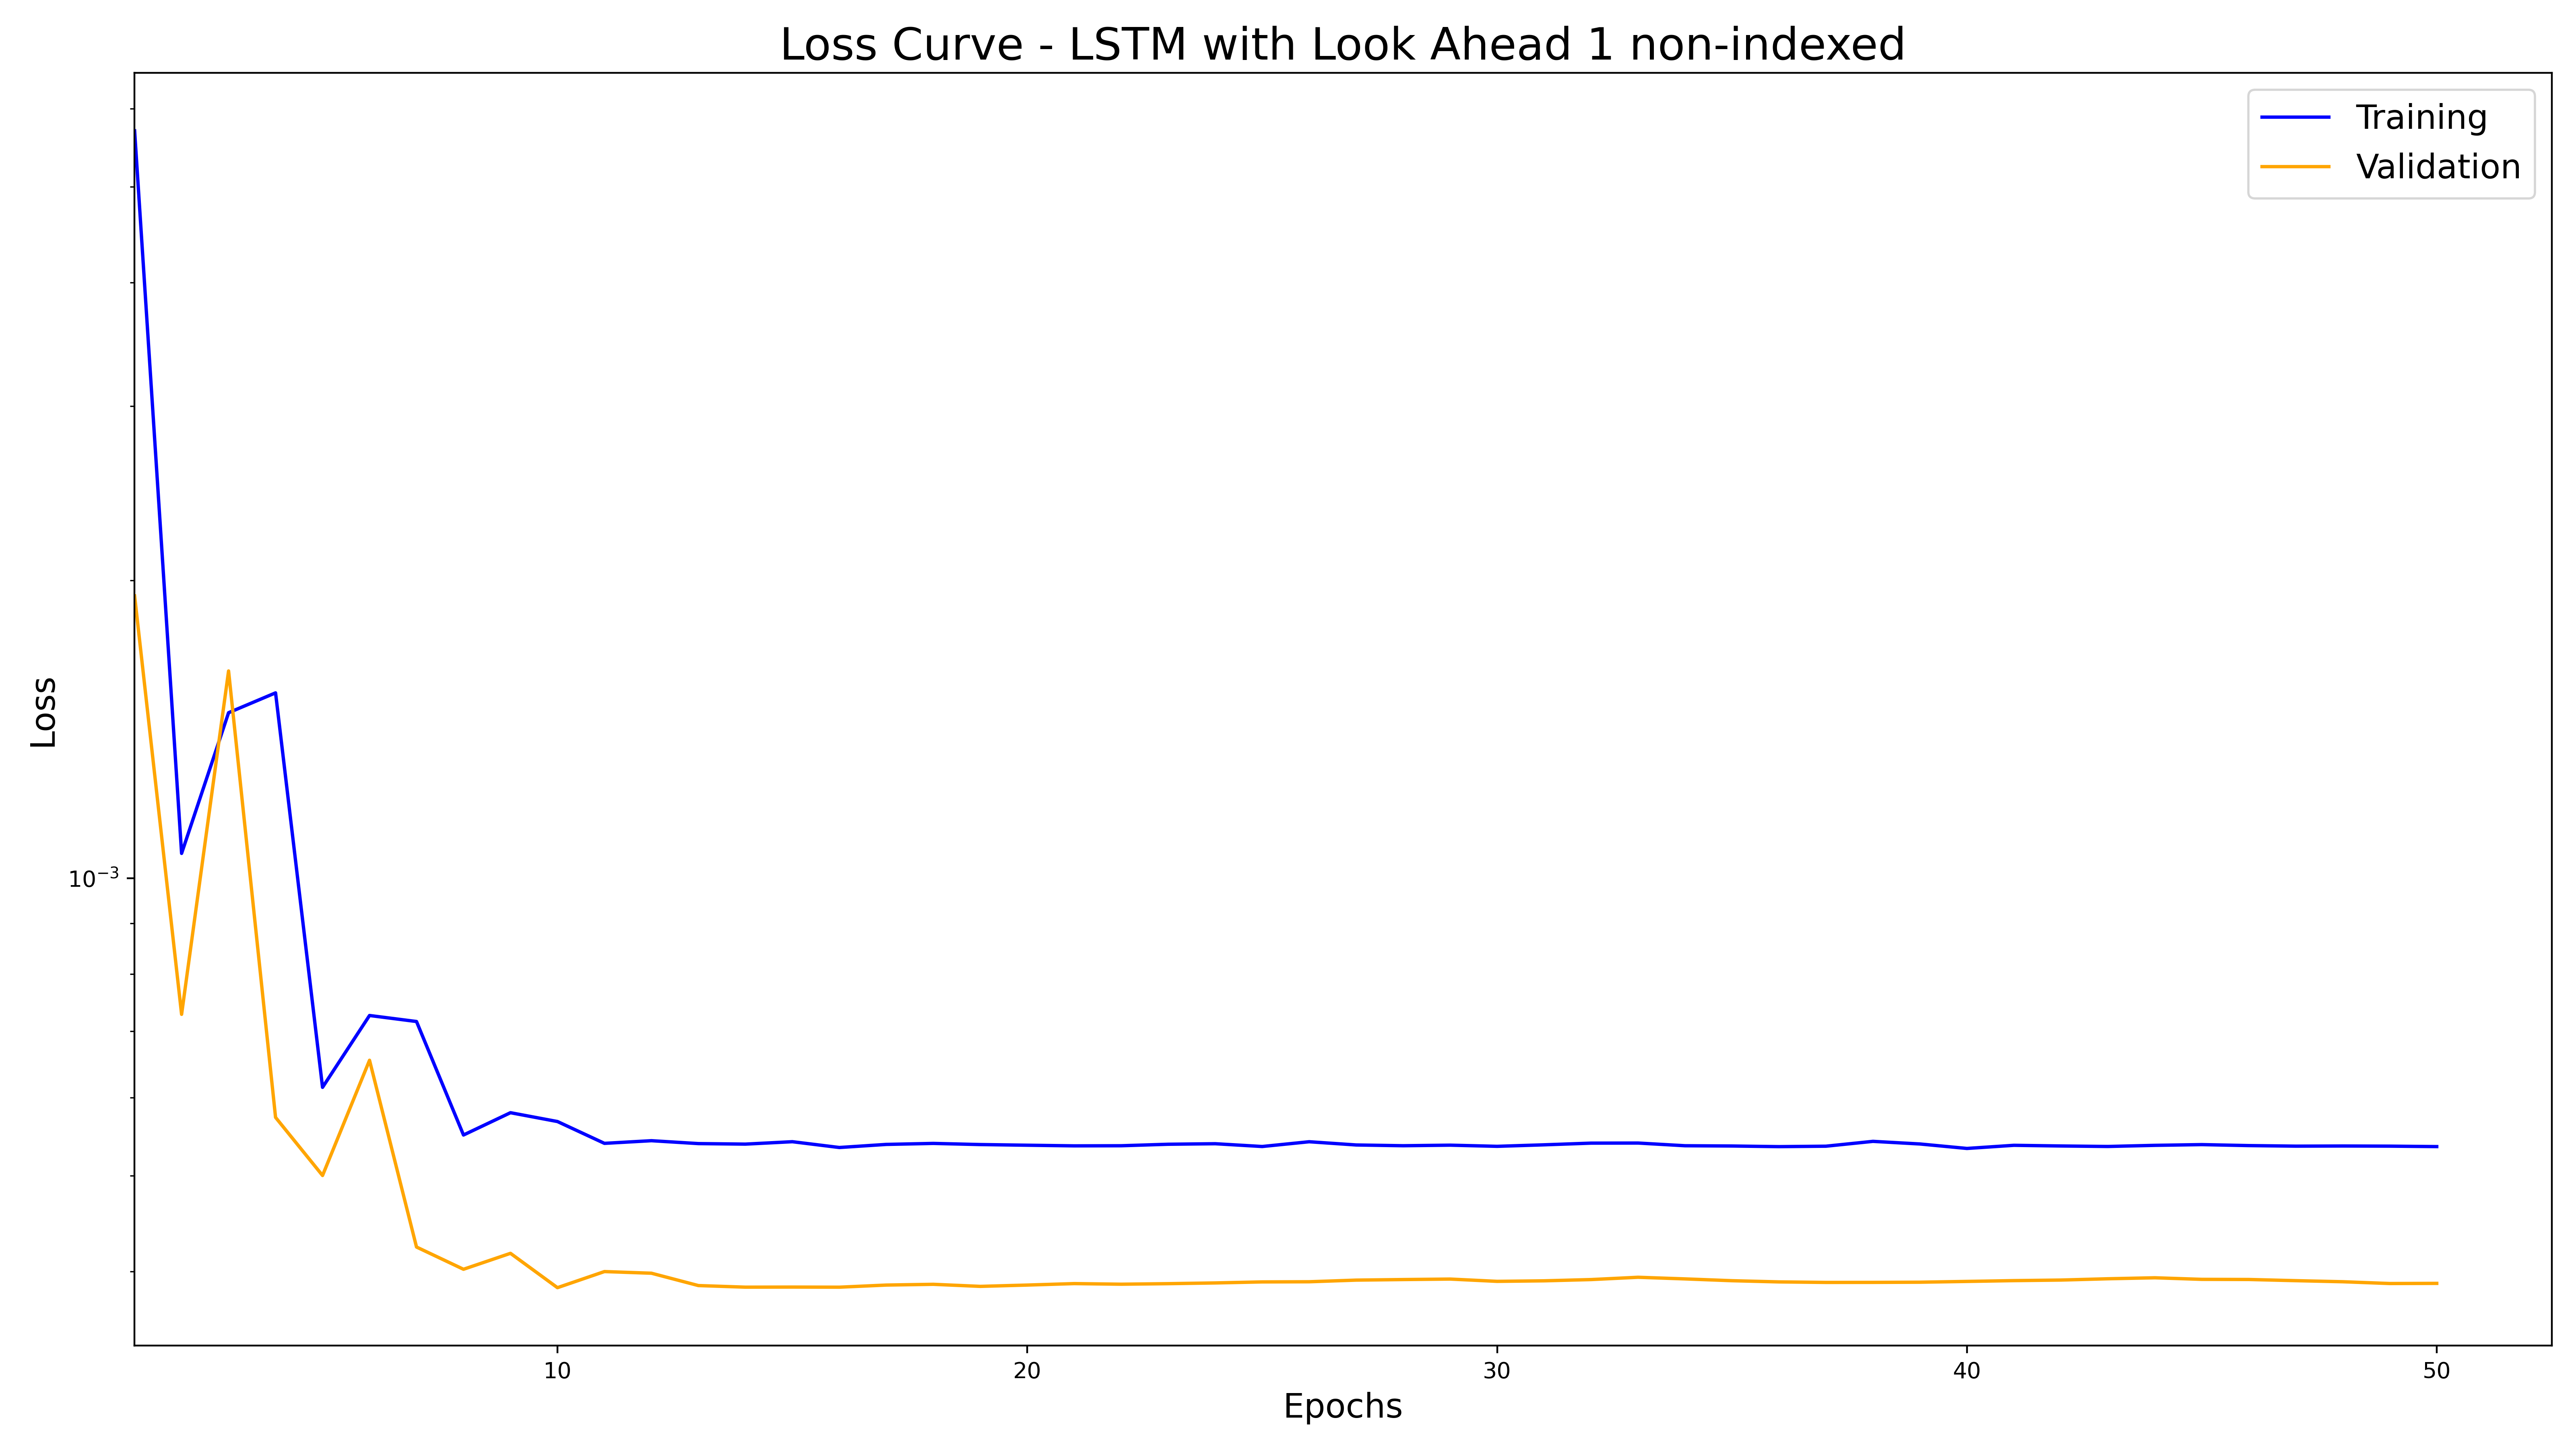 Loss Curve - LSTM with Look Ahead 1 non-indexed
Training
Validation
Loss
10⁻³
10 20 30 40 50
Epochs